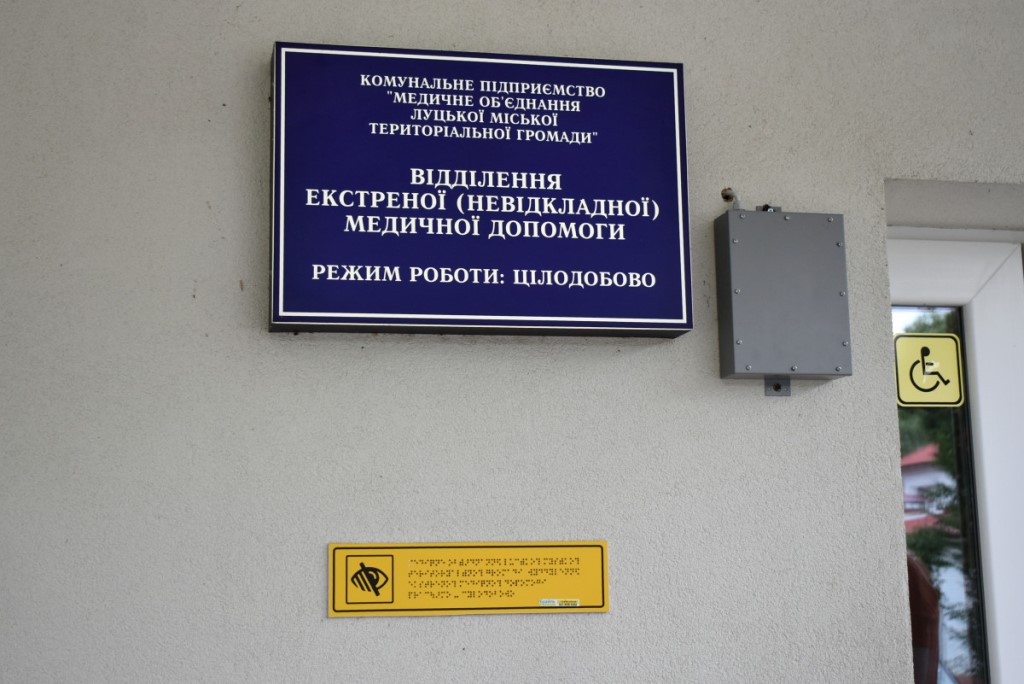 КОМУНАЛЬНЕ ПІДПРИЄМСТВО
"МЕДИЧНЕ ОБ'ЄДНАННЯ
ЛУЦЬКОЇ МІСЬКОЇ
ТЕРИТОРІАЛЬНОЇ ГРОМАДИ"
ВІДДІЛЕННЯ
ЕКСТРЕНОЇ (НЕВІДКЛАДНОЇ)
МЕДИЧНОЇ ДОПОМОГИ
РЕЖИМ РОБОТИ: ЦІЛОДОБОВО